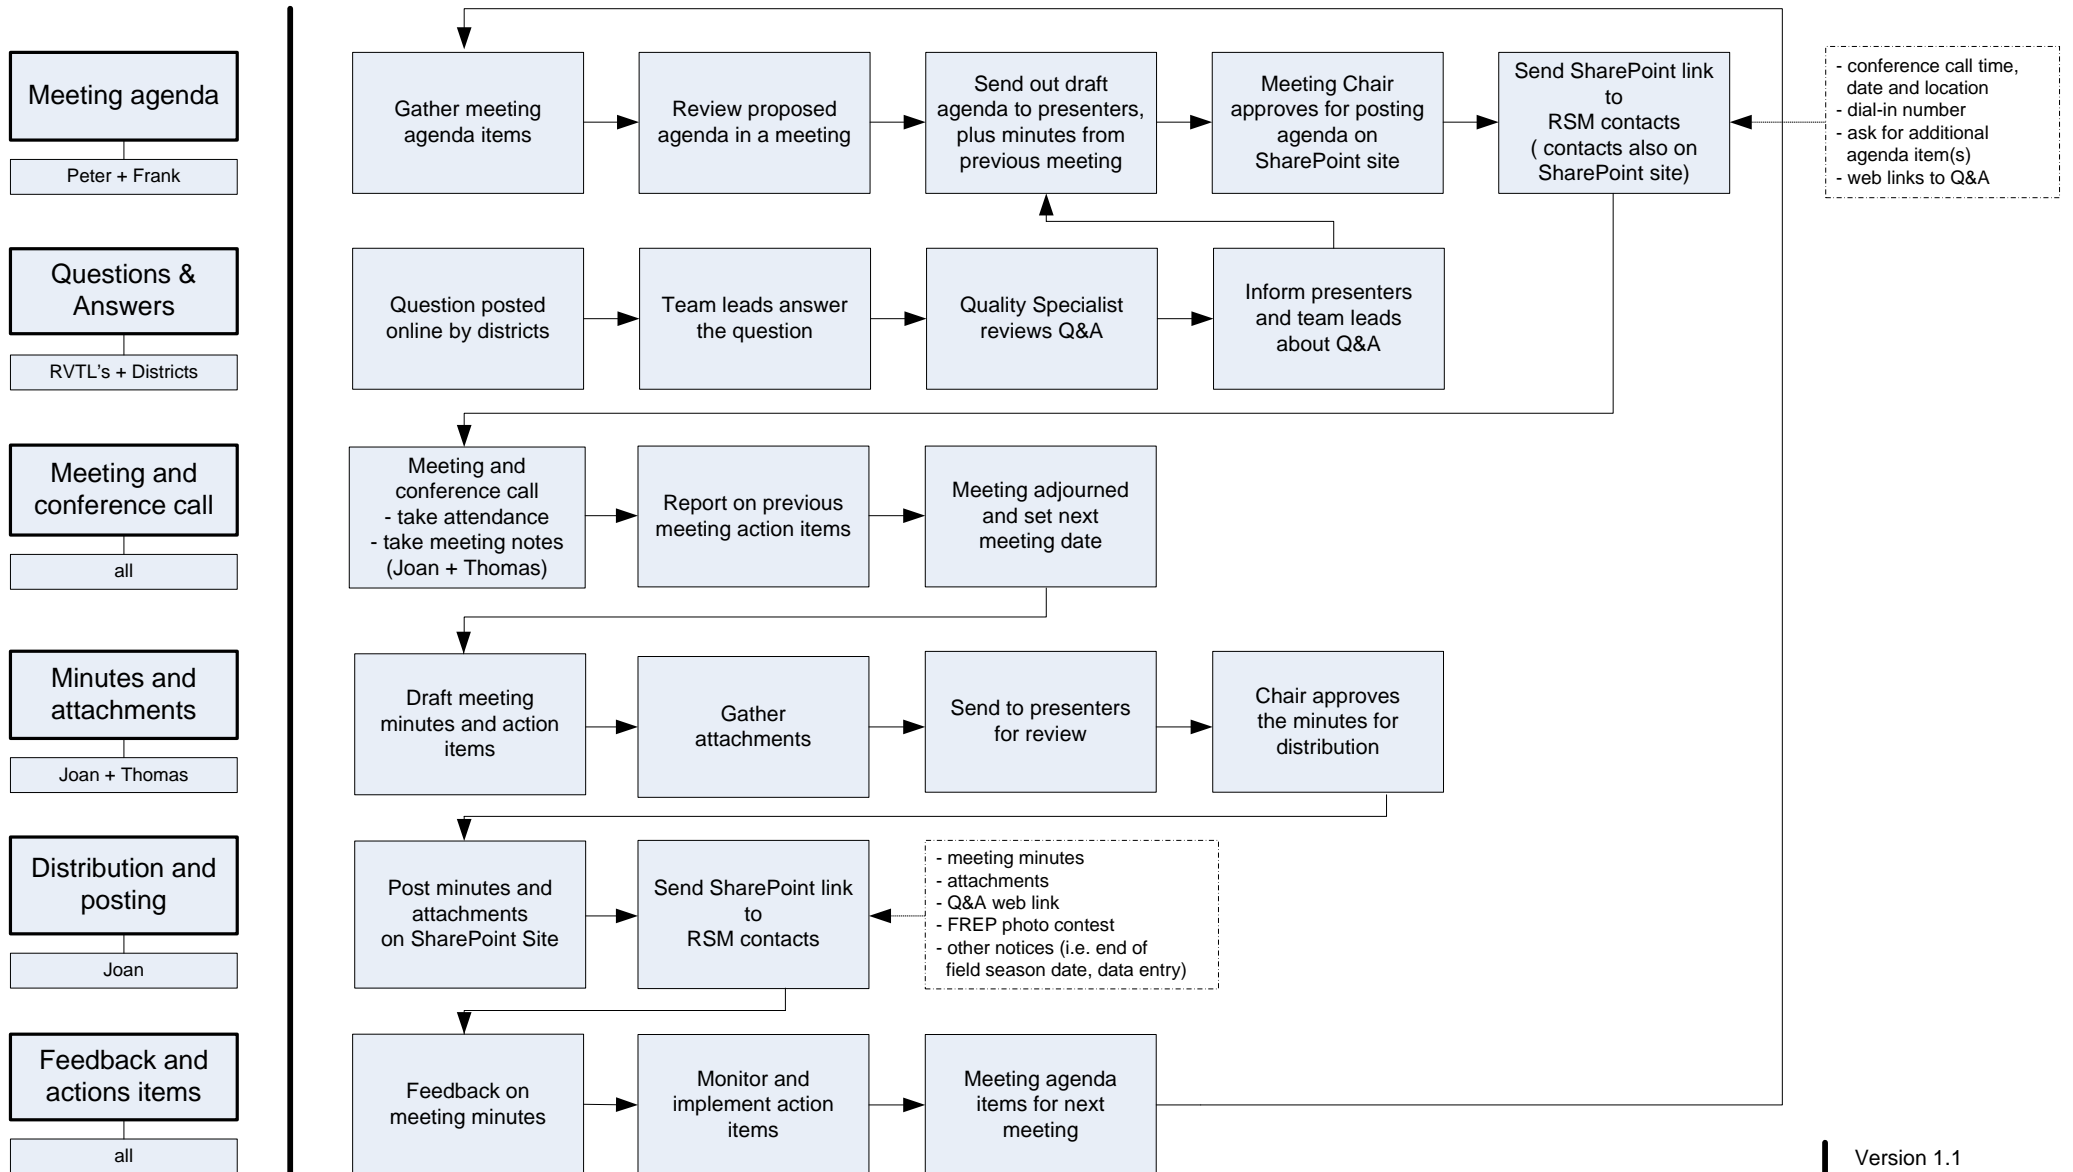 Meeting agenda
Peter + Frank
Gather meeting
agenda items
Review proposed
agenda in a meeting
Send out draft
agenda to presenters,
plus minutes from
previous meeting
Meeting Chair
approves for posting
agenda on
SharePoint site
Send SharePoint link
to
RSM contacts
( contacts also on
SharePoint site)
- conference call time,
date and location
- dial-in number
- ask for additional
agenda item(s)
- web links to Q&A
Questions &
Answers
RVTL's + Districts
Question posted
online by districts
Team leads answer
the question
Quality Specialist
reviews Q&A
Inform presenters
and team leads
about Q&A
Meeting and
conference call
all
Meeting and
conference call
- take attendance
- take meeting notes
(Joan + Thomas)
Report on previous
meeting action items
Meeting adjourned
and set next
meeting date
Minutes and
attachments
Joan + Thomas
Draft meeting
minutes and action
items
Gather
attachments
Send to presenters
for review
Chair approves
the minutes for
distribution
Distribution and
posting
Joan
Post minutes and
attachments
on SharePoint Site
Send SharePoint link
to
RSM contacts
- meeting minutes
- attachments
- Q&A web link
- FREP photo contest
- other notices (i.e. end of
field season date, data entry)
Feedback and
actions items
all
Feedback on
meeting minutes
Monitor and
implement action
items
Meeting agenda
items for next
meeting
Version 1.1